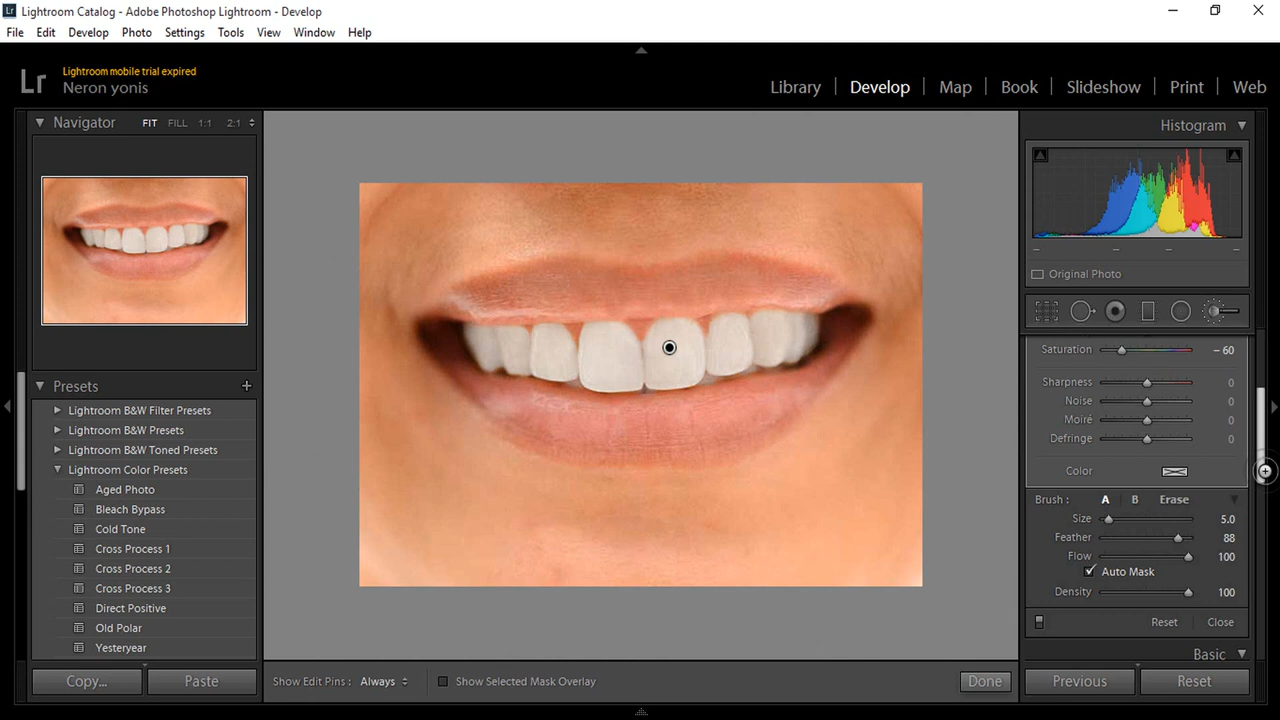 Lr Lightroom Catalog - Adobe Photoshop Lightroom - Develop
File Edit Develop Photo Settings Tools View Window Help
Lr
Lightroom mobile trial expired
Neron yonis
Library Develop Map Book Slideshow Print Web
Navigator FIT FILL 1:1 2:1
Presets +
Lightroom B&W Filter Presets
Lightroom B&W Presets
Lightroom B&W Toned Presets
Lightroom Color Presets
Aged Photo
Bleach Bypass
Cold Tone
Cross Process 1
Cross Process 2
Cross Process 3
Direct Positive
Old Polar
Yesteryear
Copy... Paste
Show Edit Pins : Always Show Selected Mask Overlay Done
Histogram
Original Photo
Saturation – 60
Sharpness 0
Noise 0
Moiré 0
Defringe 0
Color
Brush : A B Erase
Size 5.0
Feather 88
Flow 100
Auto Mask
Density 100
Reset Close
Basic
Previous Reset